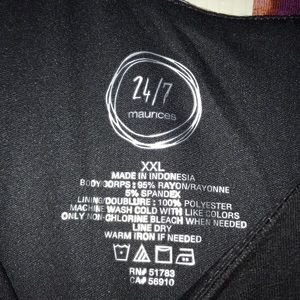 24/7
maurices
XXL
MADE IN INDONESIA
BODY/CORPS : 95% RAYON/RAYONNE
5% SPANDEX
LINING/DOUBLURE : 100% POLYESTER
MACHINE WASH COLD WITH LIKE COLORS
ONLY NON-CHLORINE BLEACH WHEN NEEDED
LINE DRY
WARM IRON IF NEEDED
RN# 51783
CA# 56910